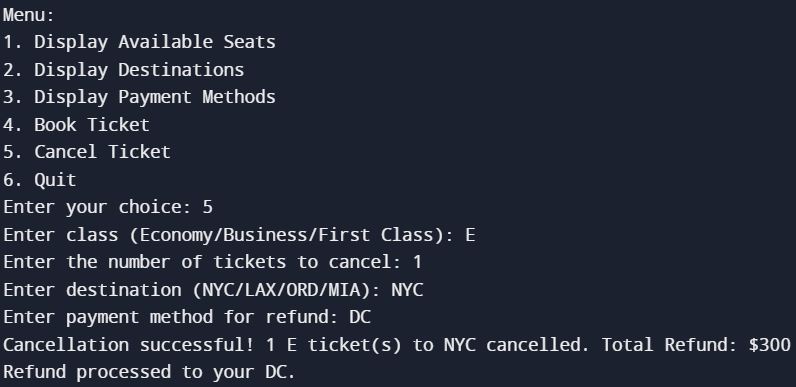 Menu:
1. Display Available Seats
2. Display Destinations
3. Display Payment Methods
4. Book Ticket
5. Cancel Ticket
6. Quit
Enter your choice: 5
Enter class (Economy/Business/First Class): E
Enter the number of tickets to cancel: 1
Enter destination (NYC/LAX/ORD/MIA): NYC
Enter payment method for refund: DC
Cancellation successful! 1 E ticket(s) to NYC cancelled. Total Refund: $300
Refund processed to your DC.